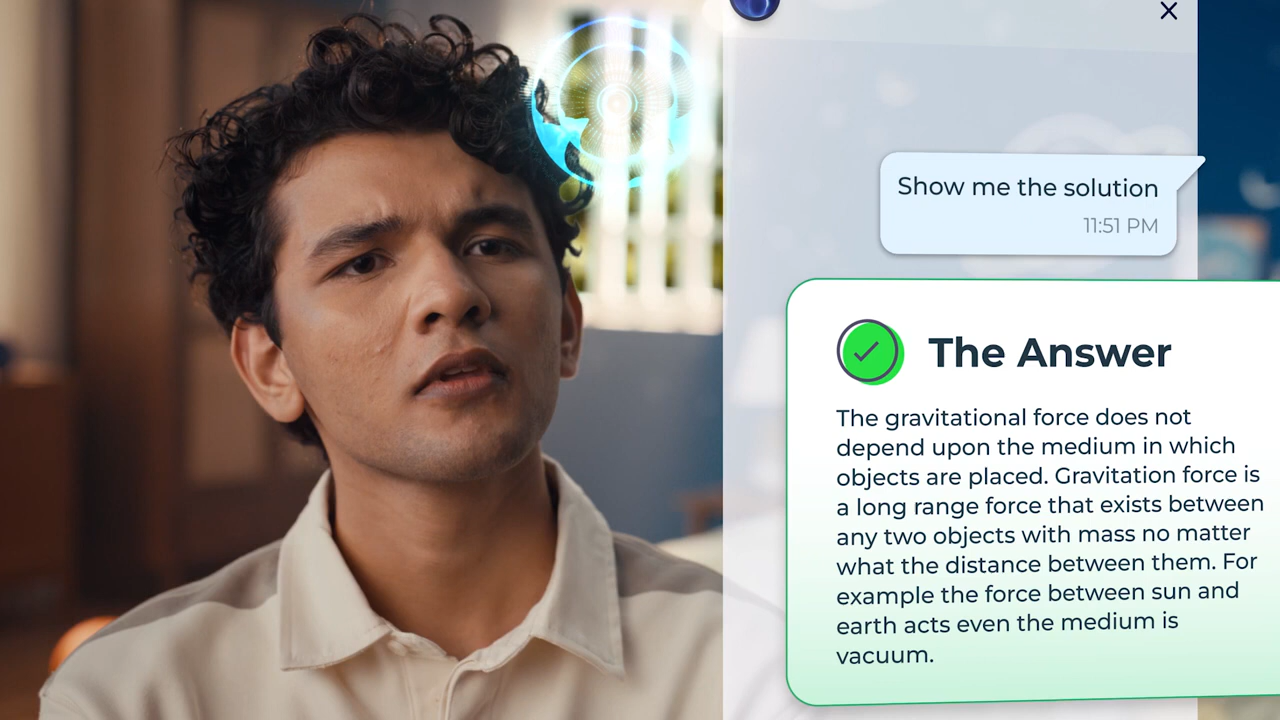 Show me the solution
11:51 PM
The Answer
The gravitational force does not
depend upon the medium in which
objects are placed. Gravitation force is
a long range force that exists between
any two objects with mass no matter
what the distance between them. For
example the force between sun and
earth acts even the medium is
vacuum.